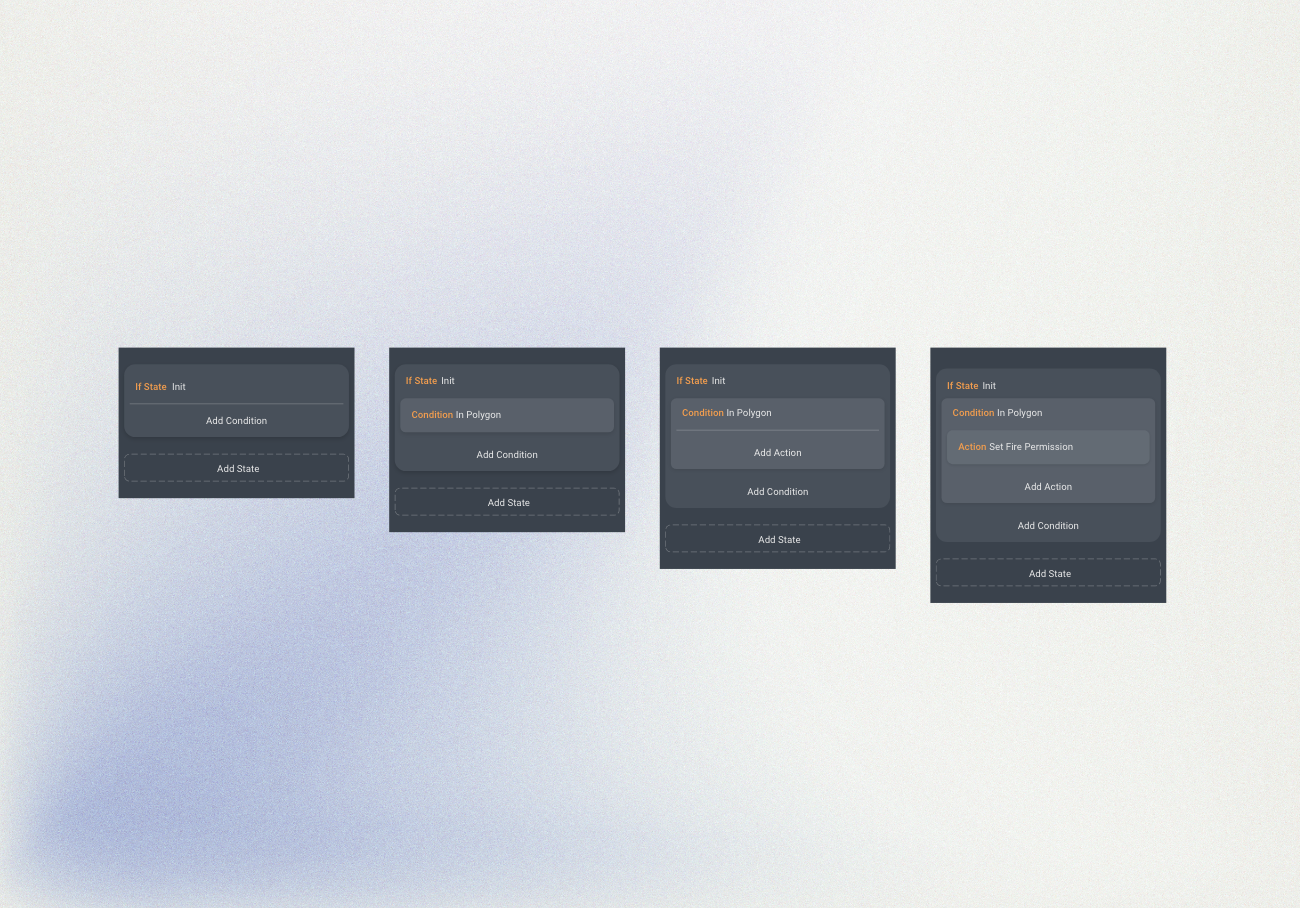 If State Init
Add Condition
Add State
If State Init
Condition In Polygon
Add Condition
Add State
If State Init
Condition In Polygon
Add Action
Add Condition
Add State
If State Init
Condition In Polygon
Action Set Fire Permission
Add Action
Add Condition
Add State